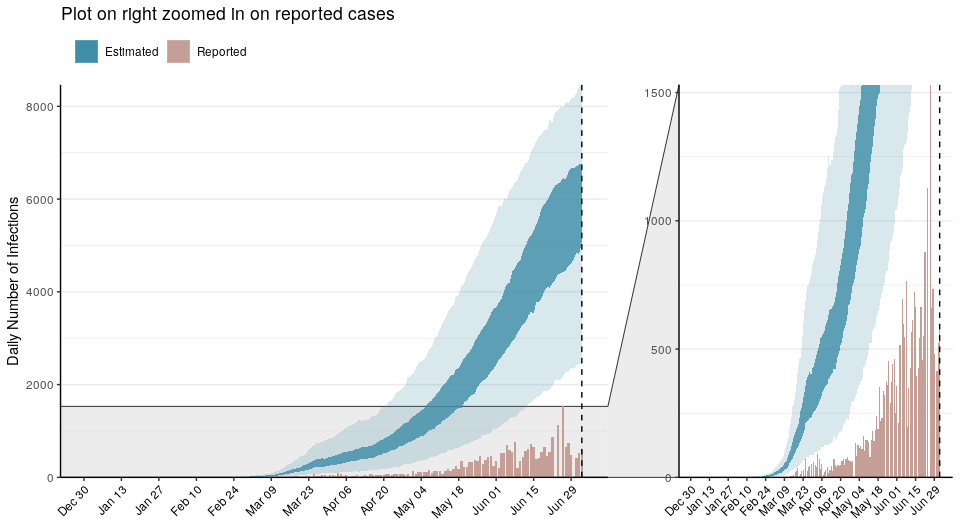 Plot on right zoomed in on reported cases
Estimated
Reported
Daily Number of Infections
8000
6000
4000
2000
0
Dec 30
Jan 13
Jan 27
Feb 10
Feb 24
Mar 09
Mar 23
Apr 06
Apr 20
May 04
May 18
Jun 01
Jun 15
Jun 29
1500
1000
500
0
Dec 30
Jan 13
Jan 27
Feb 10
Feb 24
Mar 09
Mar 23
Apr 06
Apr 20
May 04
May 18
Jun 01
Jun 15
Jun 29